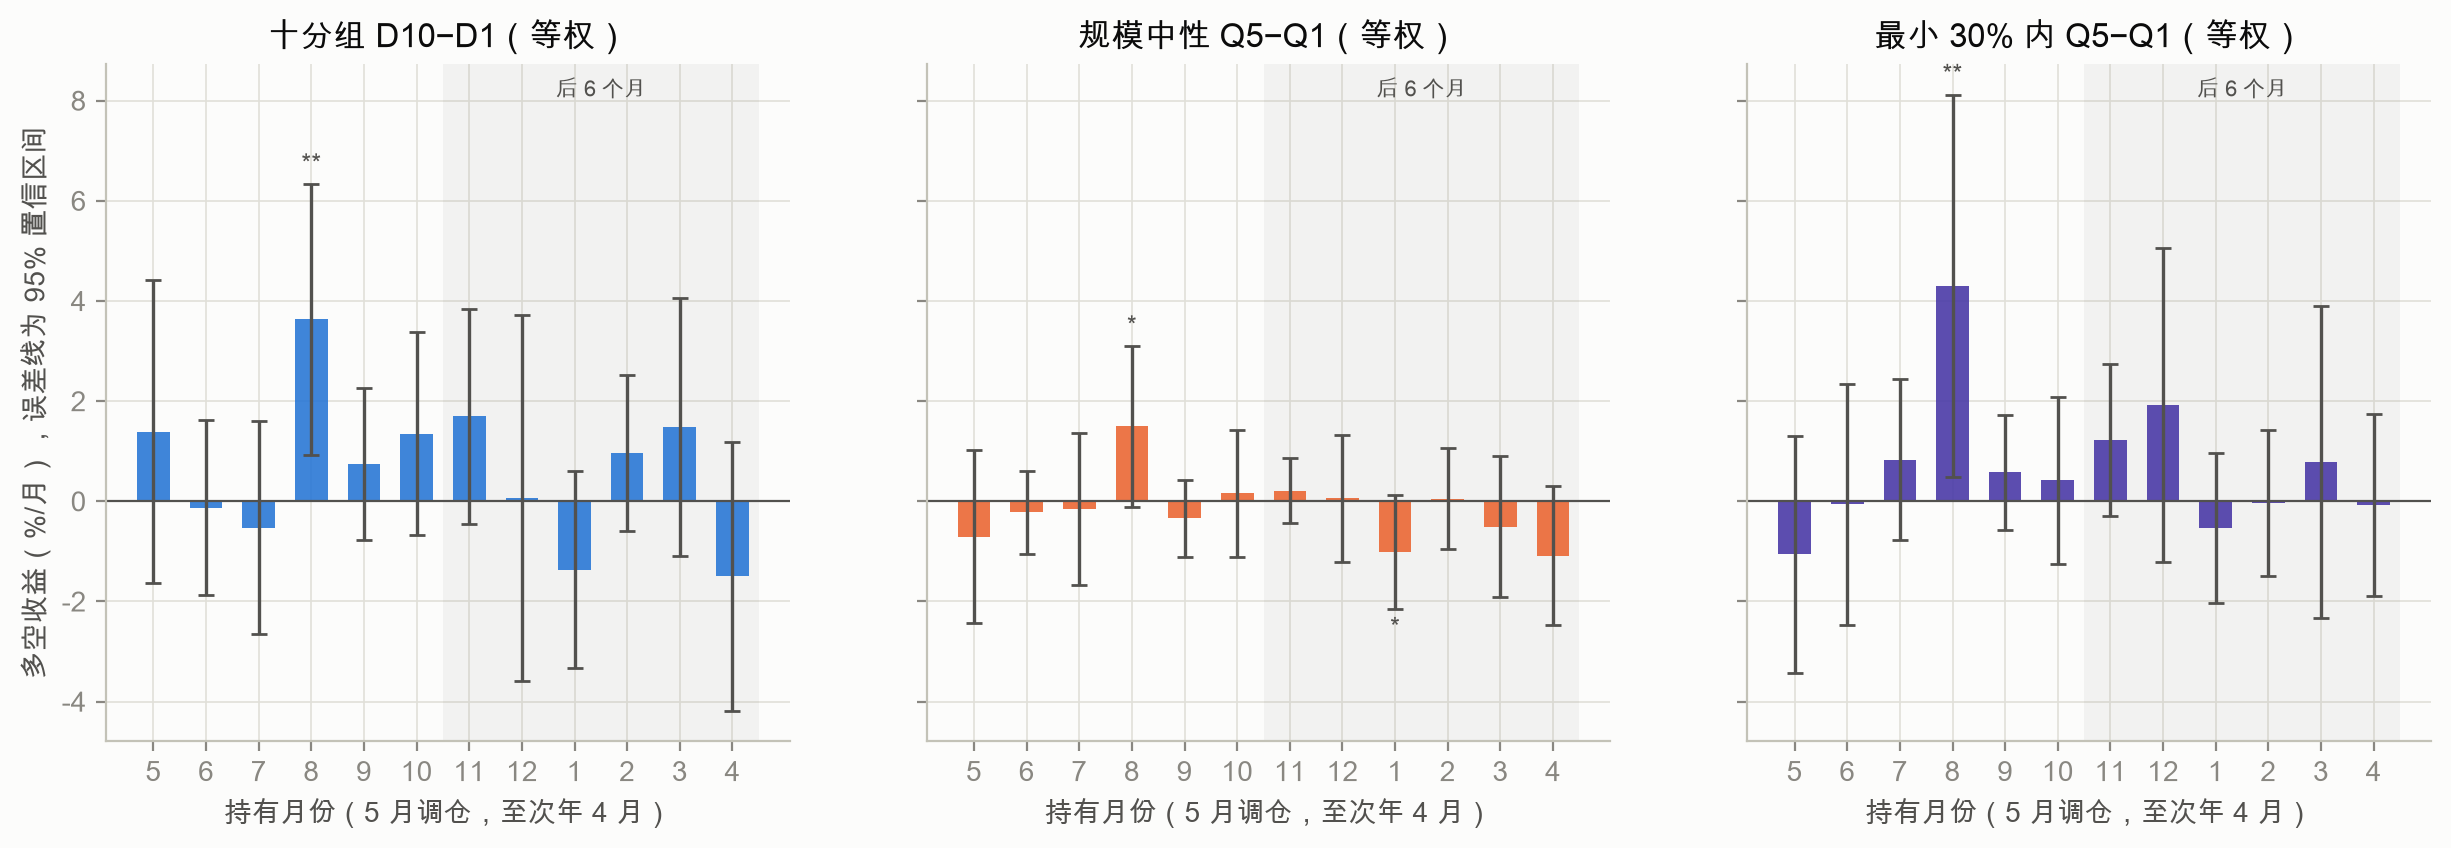 十分组 D10−D1（等权）
规模中性 Q5−Q1（等权）
最小 30% 内 Q5−Q1（等权）
多空收益（%/月），误差线为 95% 置信区间
8
6
4
2
0
-2
-4
**
后 6 个月
*
后 6 个月
*
**
后 6 个月
5 6 7 8 9 10 11 12 1 2 3 4
5 6 7 8 9 10 11 12 1 2 3 4
5 6 7 8 9 10 11 12 1 2 3 4
持有月份（5 月调仓，至次年 4 月）
持有月份（5 月调仓，至次年 4 月）
持有月份（5 月调仓，至次年 4 月）